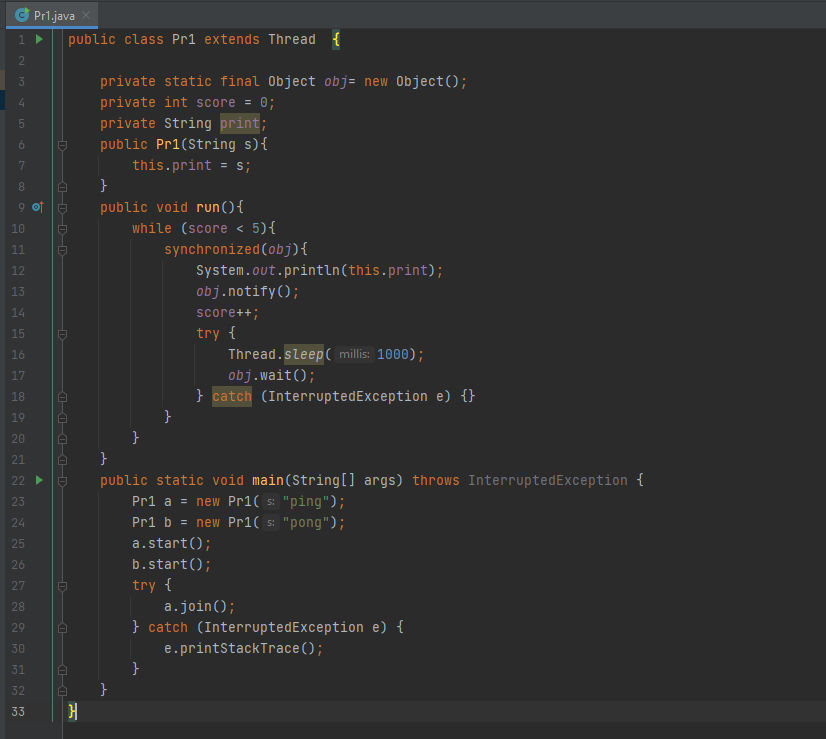 Pr1.java
1 public class Pr1 extends Thread  {
2
3     private static final Object obj= new Object();
4     private int score = 0;
5     private String print;
6     public Pr1(String s){
7         this.print = s;
8     }
9     public void run(){
10         while (score < 5){
11             synchronized(obj){
12                 System.out.println(this.print);
13                 obj.notify();
14                 score++;
15                 try {
16                     Thread.sleep( millis: 1000);
17                     obj.wait();
18                 } catch (InterruptedException e) {}
19             }
20         }
21     }
22     public static void main(String[] args) throws InterruptedException {
23         Pr1 a = new Pr1( s: "ping");
24         Pr1 b = new Pr1( s: "pong");
25         a.start();
26         b.start();
27         try {
28             a.join();
29         } catch (InterruptedException e) {
30             e.printStackTrace();
31         }
32     }
33 }